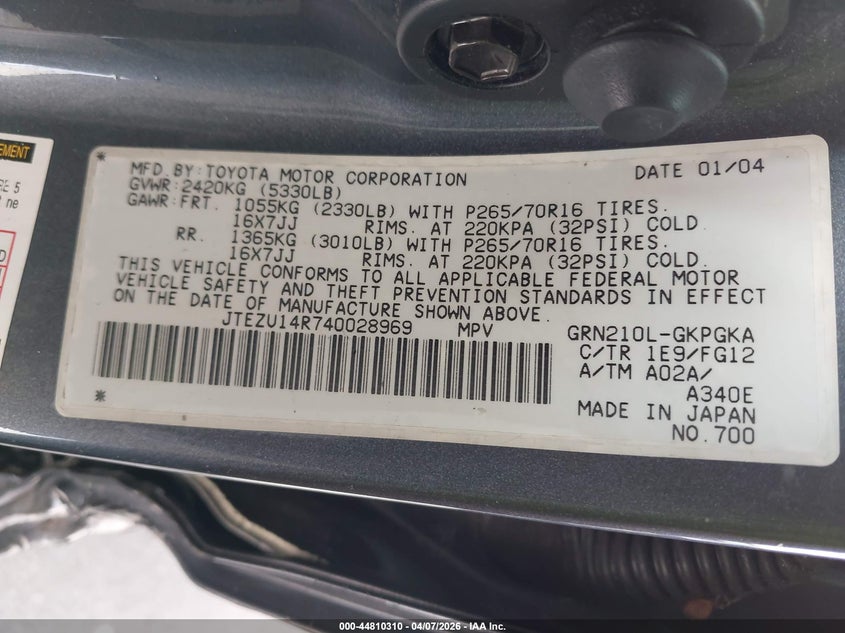 EMENT
RE 5
ne
MFD.BY:TOYOTA MOTOR CORPORATION DATE 01/04
GVWR:2420KG (5330LB)
GAWR:FRT. 1055KG (2330LB) WITH P265/70R16 TIRES.
16X7JJ RIMS. AT 220KPA (32PSI) COLD.
RR. 1365KG (3010LB) WITH P265/70R16 TIRES.
16X7JJ RIMS. AT 220KPA (32PSI) COLD.
THIS VEHICLE CONFORMS TO ALL APPLICABLE FEDERAL MOTOR
VEHICLE SAFETY AND THEFT PREVENTION STANDARDS IN EFFECT
ON THE DATE OF MANUFACTURE SHOWN ABOVE.
JTEZU14R740028969 MPV GRN210L-GKPGKA
C/TR 1E9/FG12
A/TM A02A/
A340E
MADE IN JAPAN
NO.700
000-44810310 - 04/07/2026 - IAA Inc.